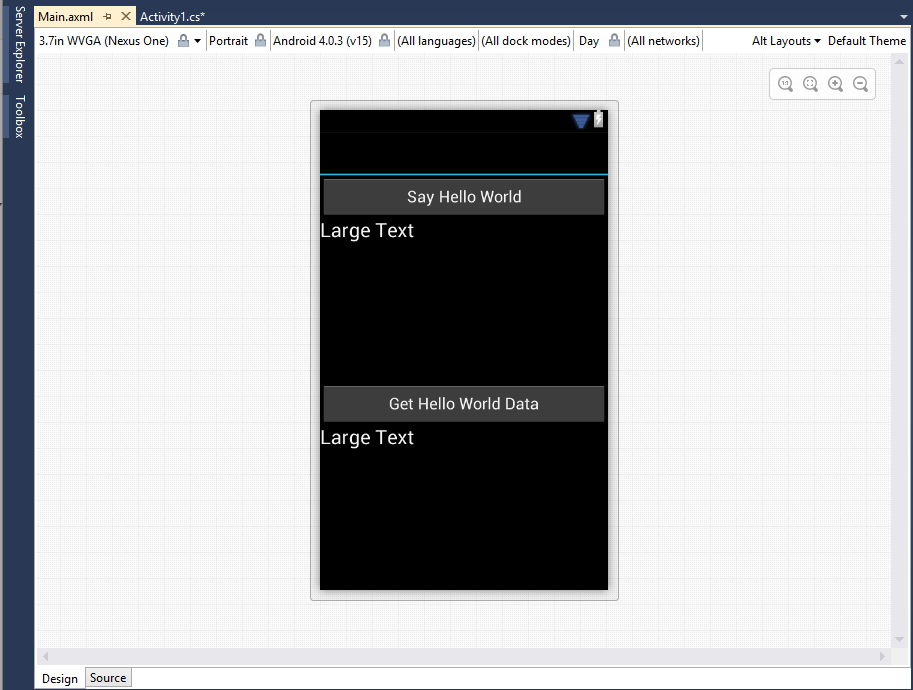 Server Explorer
Toolbox
Main.axml
Activity1.cs*
3.7in WVGA (Nexus One) Portrait Android 4.0.3 (v15) (All languages) (All dock modes) Day (All networks) Alt Layouts Default Theme
Say Hello World
Large Text
Get Hello World Data
Large Text
Design Source